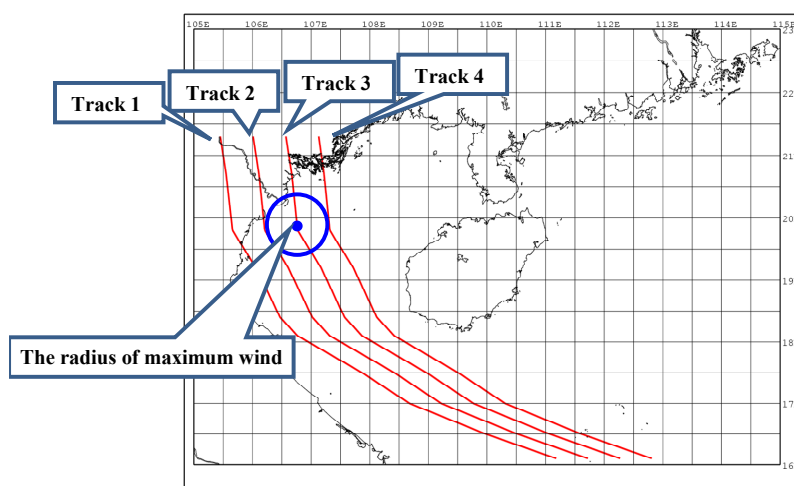 105E 106E 107E 108E 109E 110E 111E 112E 113E 114E 115E
23
22
21
20
19
18
17
16
Track 1
Track 2
Track 3
Track 4
The radius of maximum wind